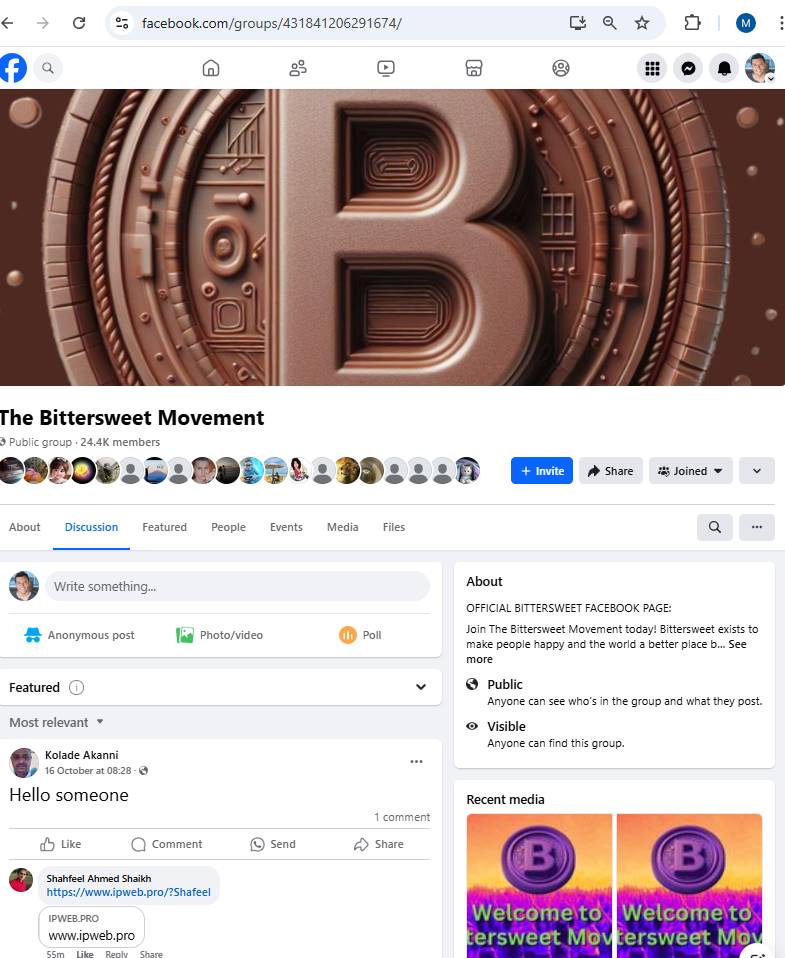 facebook.com/groups/431841206291674/
M
B
The Bittersweet Movement
Public group · 24.4K members
+ Invite
Share
Joined
About
Discussion
Featured
People
Events
Media
Files
Write something...
Anonymous post
Photo/video
Poll
Featured
Most relevant
Kolade Akanni
16 October at 08:28 ·
Hello someone
1 comment
Like
Comment
Send
Share
Shahfeel Ahmed Shaikh
https://www.ipweb.pro/?Shafeel
IPWEB.PRO
www.ipweb.pro
55m Like Reply Share
About
OFFICIAL BITTERSWEET FACEBOOK PAGE:
Join The Bittersweet Movement today! Bittersweet exists to
make people happy and the world a better place b... See
more
Public
Anyone can see who's in the group and what they post.
Visible
Anyone can find this group.
Recent media
B
Welcome to
tersweet Mov
B
Welcome to
tersweet Mov